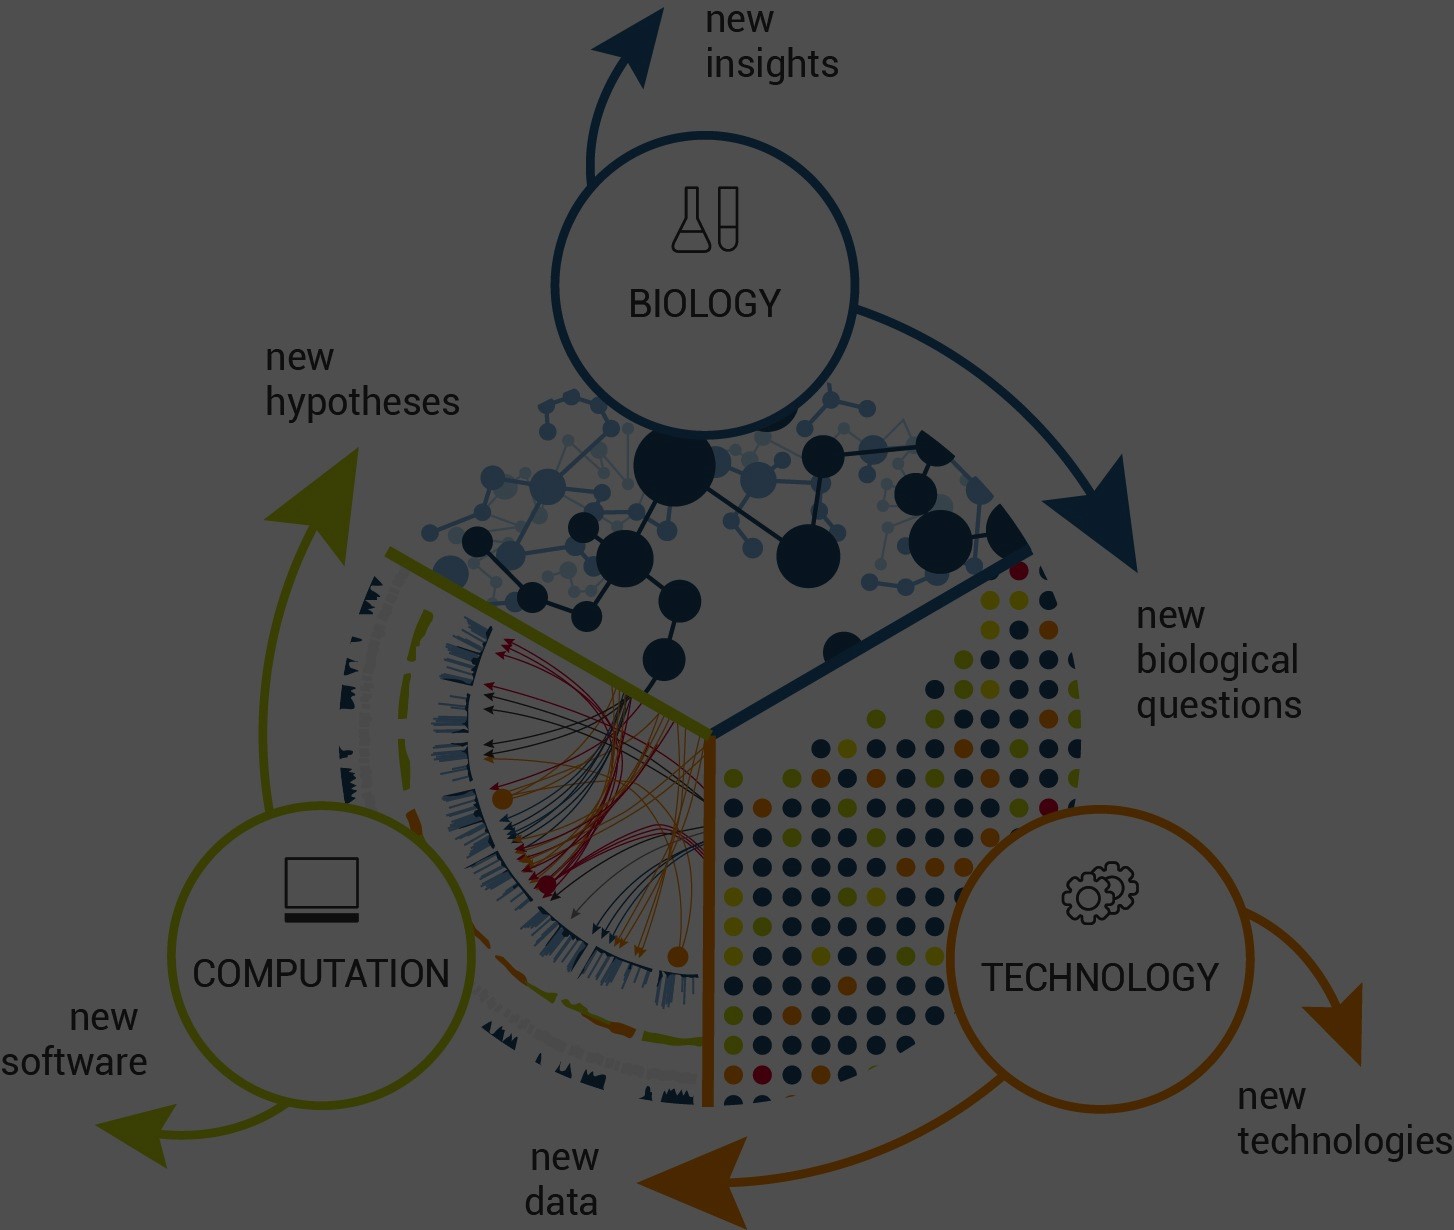 new
insights
BIOLOGY
new
hypotheses
new
biological
questions
COMPUTATION
TECHNOLOGY
new
software
new
technologies
new
data